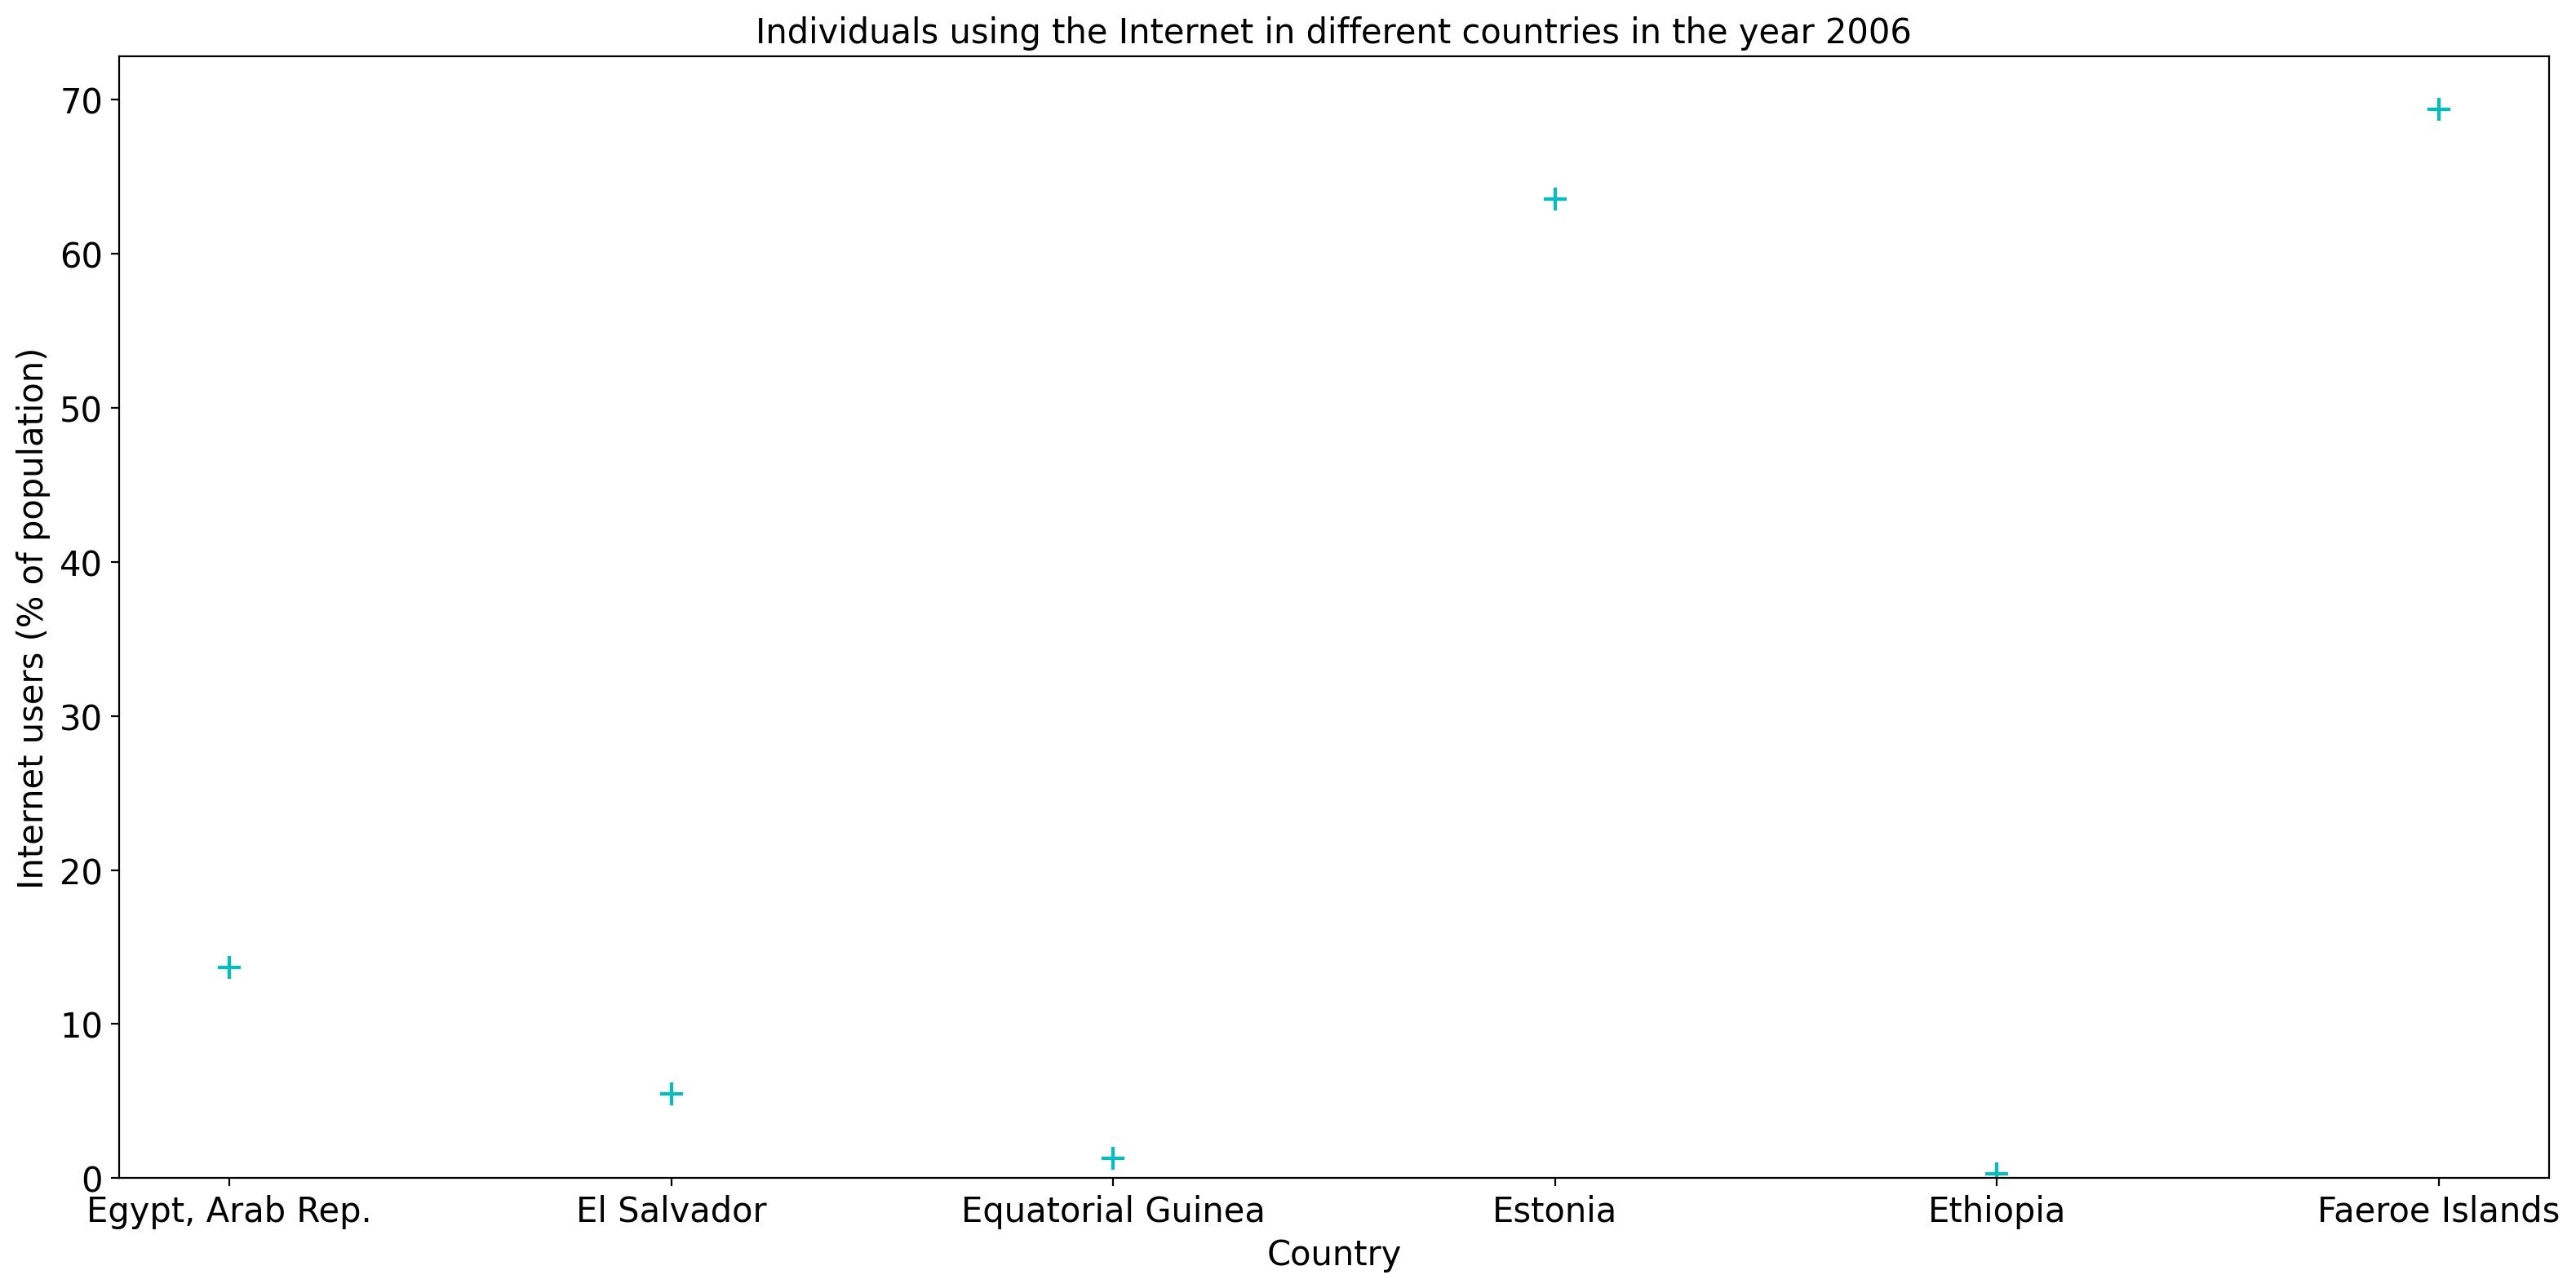 Individuals using the Internet in different countries in the year 2006
Internet users (% of population)
70
60
50
40
30
20
10
0
Egypt, Arab Rep.
El Salvador
Equatorial Guinea
Estonia
Ethiopia
Faeroe Islands
Country